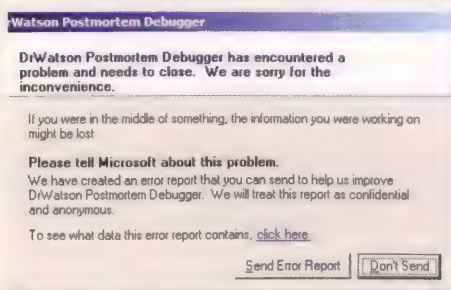 DrWatson Postmortem Debugger
DrWatson Postmortem Debugger has encountered a
problem and needs to close. We are sorry for the
inconvenience.
If you were in the middle of something, the information you were working on
might be lost
Please tell Microsoft about this problem.
We have created an error report that you can send to help us improve
DrWatson Postmortem Debugger. We will treat this report as confidential
and anonymous.
To see what data this error report contains, click here.
Send Error Report
Don't Send